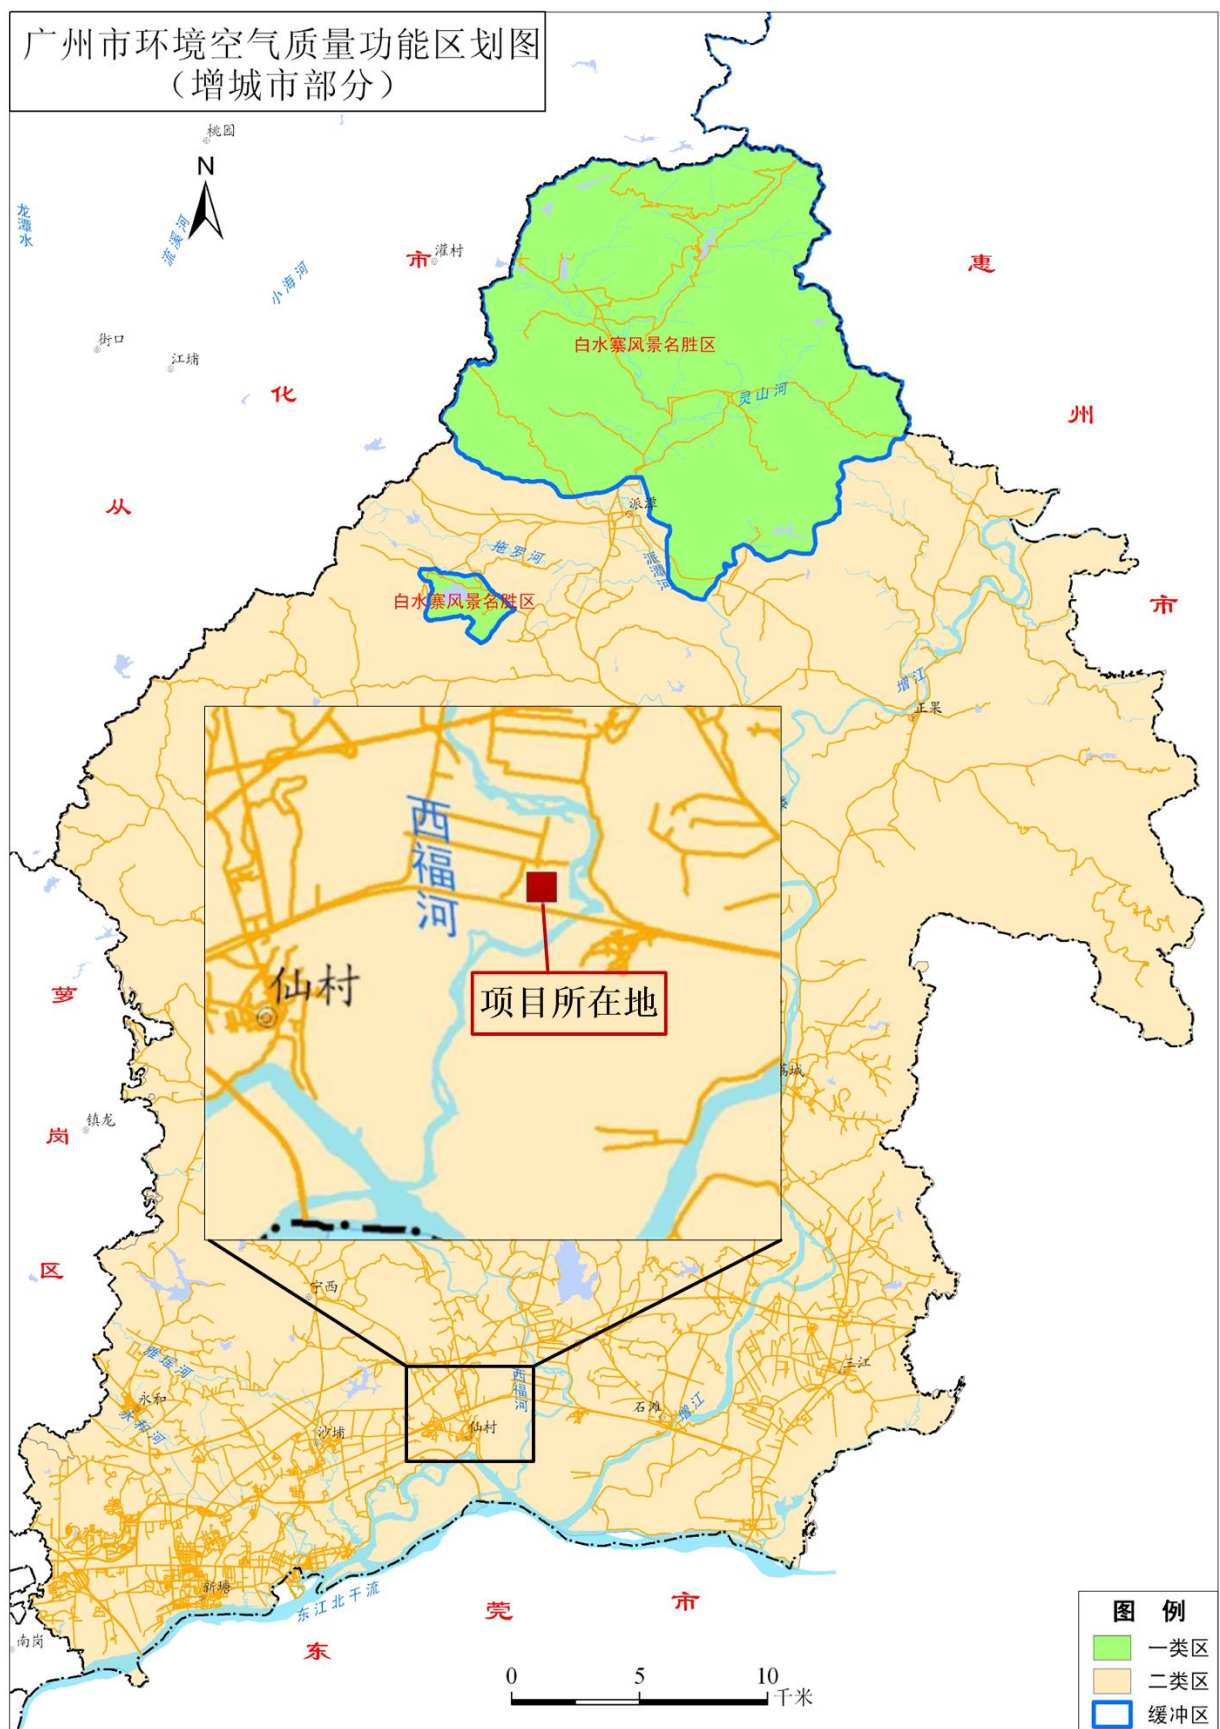 广州市环境空气质量功能区划图
（增城市部分）
桃园
N
龙潭水
流溪河
小海河
市
灌村
惠
街口
江埔
白水寨风景名胜区
化
灵山河
州
从
派潭
拖罗河
派潭河
白水寨风景名胜区
市
增江
正果
西福河
项目所在地
仙村
萝
荔城
镇龙
岗
区
宁西
雅瑶河
三江
永和
西福河
石滩
增江
永和河
沙埔
仙村
新塘
东江北干流
莞
市
南岗
东
图 例
一类区
二类区
缓冲区
0 5 10
千米